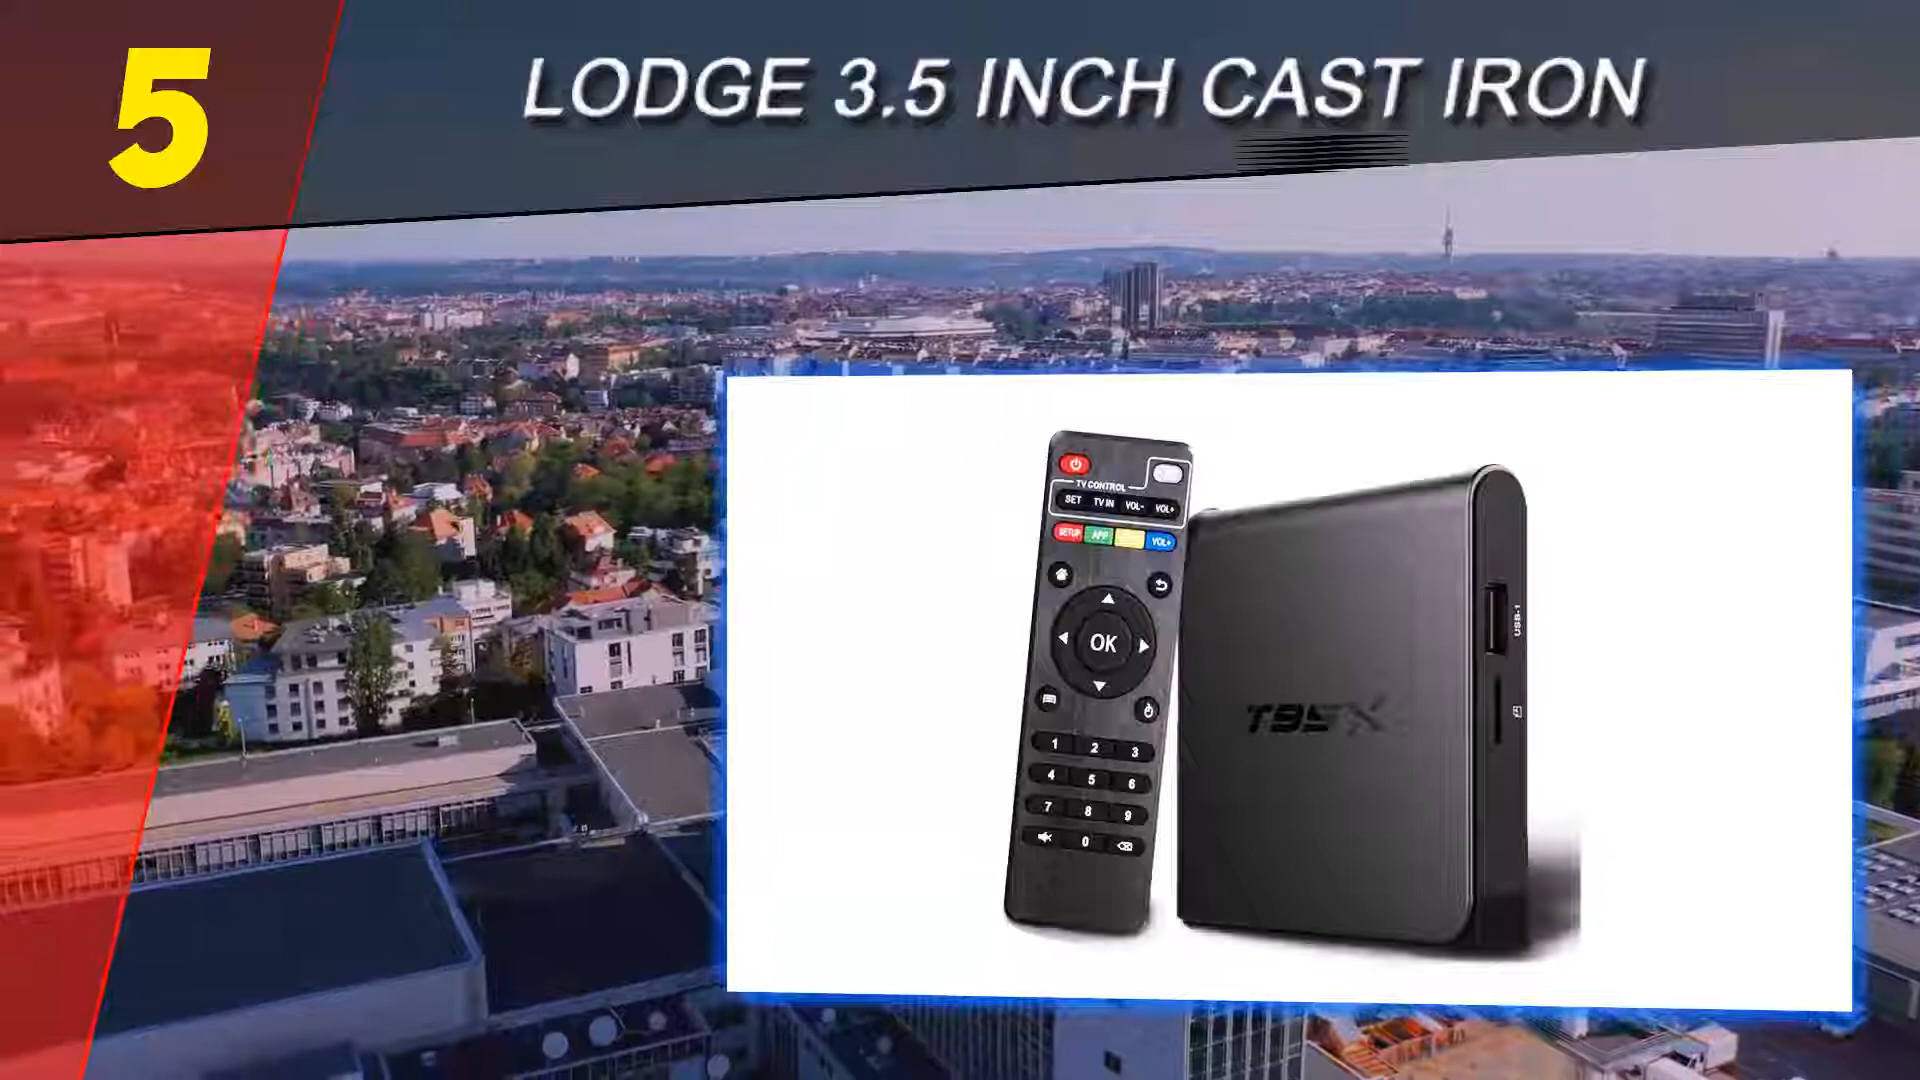 5
LODGE 3.5 INCH CAST IRON
TV CONTROL
SET TV IN VOL- VOL+
SETUP APP VOL+
OK
1 2 3
4 5 6
7 8 9
0
T95X
USB-1